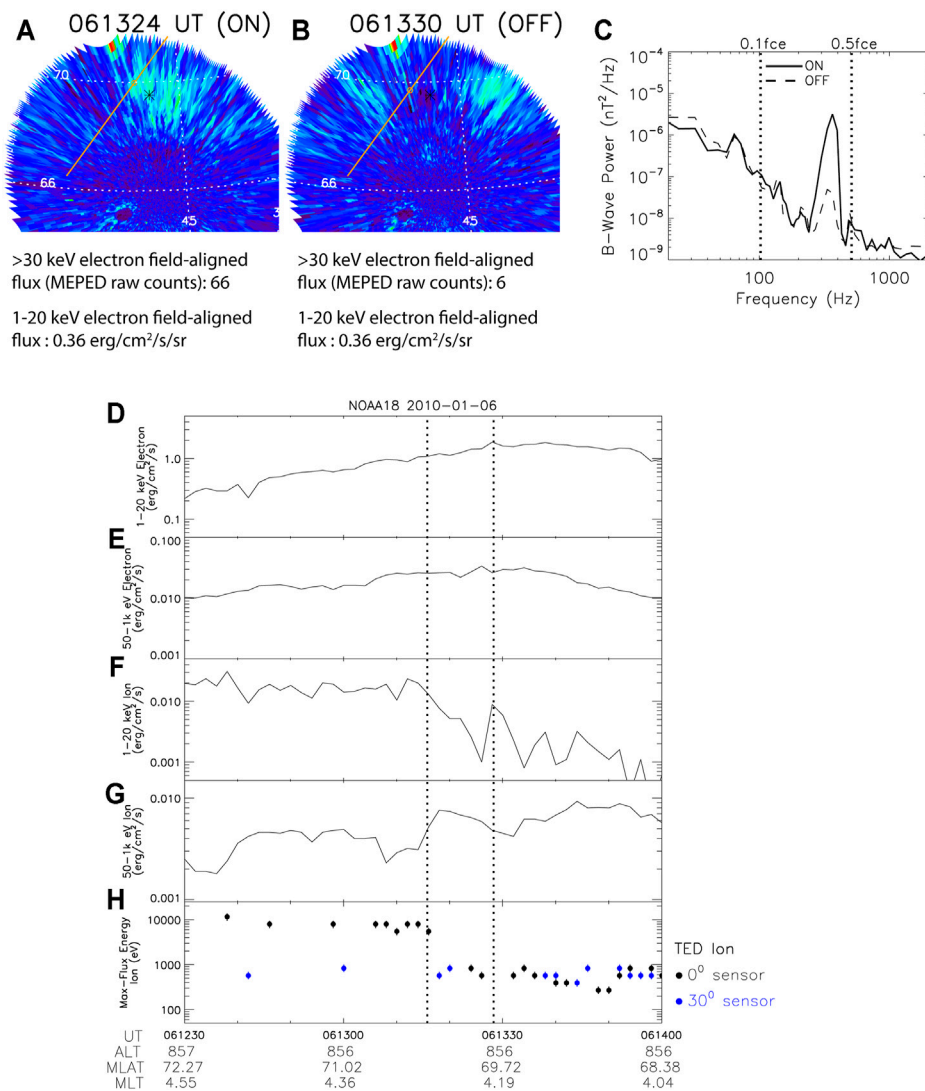 A 061324 UT (ON)
70
66
45
3
>30 keV electron field-aligned
flux (MEPED raw counts): 66
1-20 keV electron field-aligned
flux : 0.36 erg/cm²/s/sr
B 061330 UT (OFF)
70
66
45
>30 keV electron field-aligned
flux (MEPED raw counts): 6
1-20 keV electron field-aligned
flux : 0.36 erg/cm²/s/sr
C
0.1fce 0.5fce
ON
OFF
B-Wave Power (nT²/Hz)
10⁻⁴
10⁻⁵
10⁻⁶
10⁻⁷
10⁻⁸
10⁻⁹
100 1000
Frequency (Hz)
NOAA18 2010-01-06
D
1-20 keV Electron
(erg/cm²/s)
1.0
0.1
E
50-1k eV Electron
(erg/cm²/s)
0.100
0.010
0.001
F
1-20 keV Ion
(erg/cm²/s)
0.010
0.001
G
50-1k eV Ion
(erg/cm²/s)
0.010
0.001
H
Max-Flux Energy
Ion (eV)
10000
1000
100
TED Ion
0⁰ sensor
30⁰ sensor
UT 061230 061300 061330 061400
ALT 857 856 856 856
MLAT 72.27 71.02 69.72 68.38
MLT 4.55 4.36 4.19 4.04